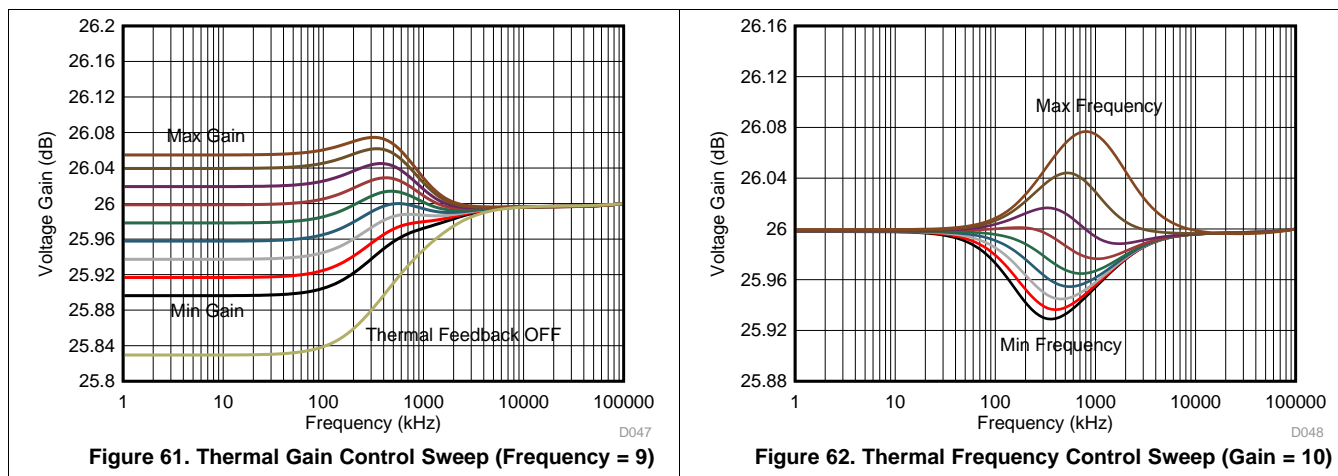 26.2
26.16
26.12
26.08
26.04
26
25.96
25.92
25.88
25.84
25.8
Voltage Gain (dB)
Max Gain
Min Gain
Thermal Feedback OFF
1 10 100 1000 10000 100000
Frequency (kHz)
D047
Figure 61. Thermal Gain Control Sweep (Frequency = 9)
26.16
26.12
26.08
26.04
26
25.96
25.92
25.88
Voltage Gain (dB)
Max Frequency
Min Frequency
1 10 100 1000 10000 100000
Frequency (kHz)
D048
Figure 62. Thermal Frequency Control Sweep (Gain = 10)